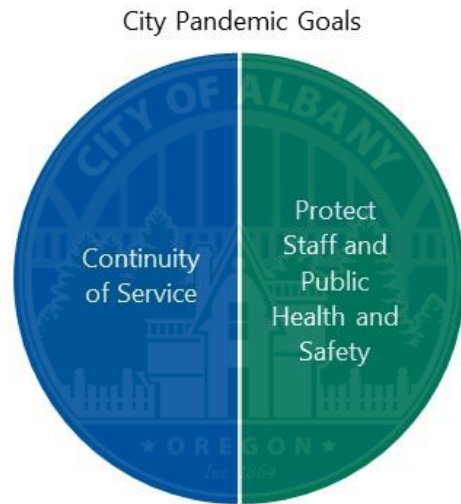 City Pandemic Goals
CITY OF ALBANY
Continuity
of Service
Protect
Staff and
Public
Health and
Safety
OREGON
Inc. 1864